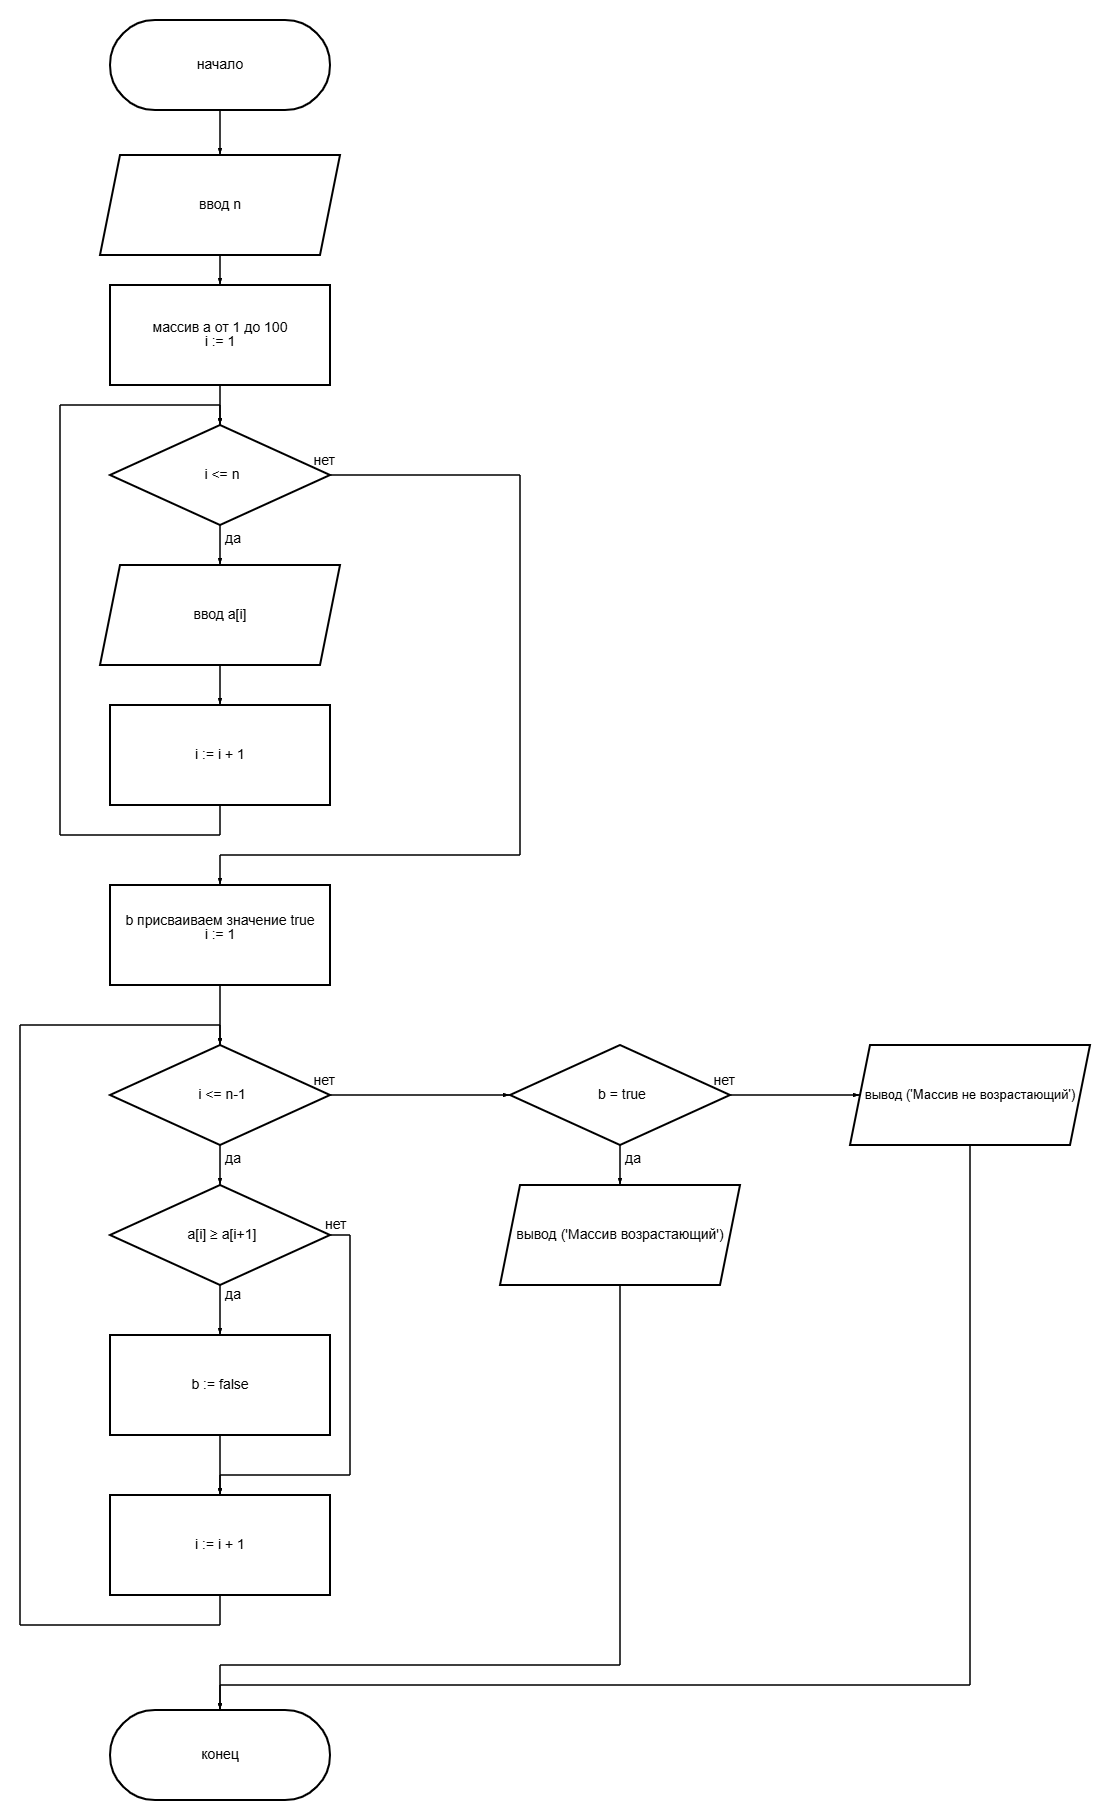 начало
ввод n
массив a от 1 до 100
i := 1
i <= n
нет
да
ввод a[i]
i := i + 1
b присваиваем значение true
i := 1
i <= n-1
нет
да
b = true
нет
да
вывод ('Массив не возрастающий')
вывод ('Массив возрастающий')
a[i] ≥ a[i+1]
нет
да
b := false
i := i + 1
конец